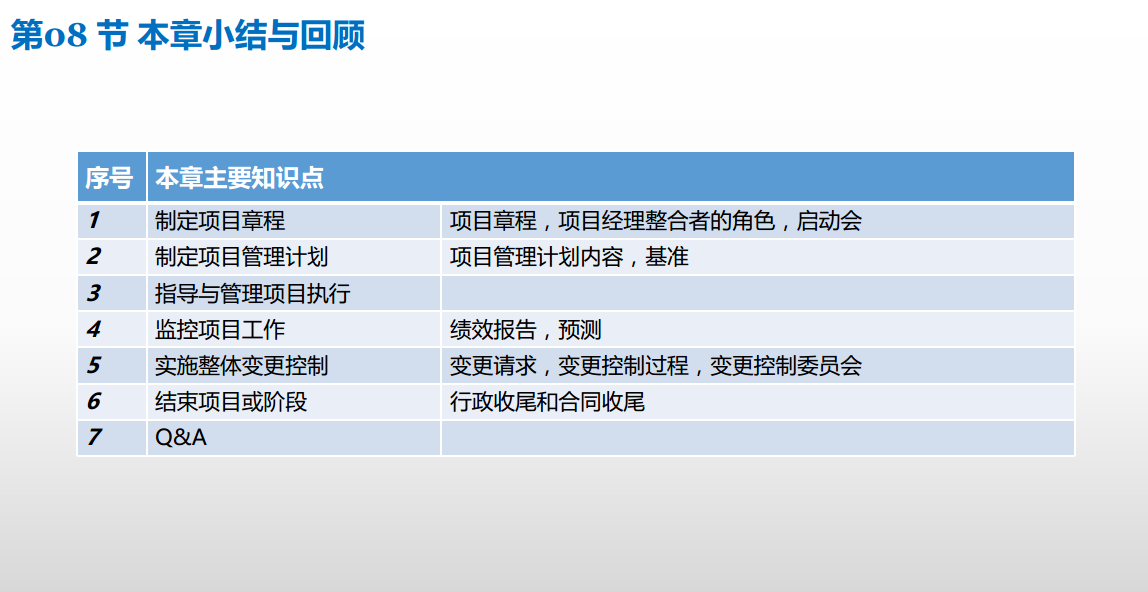 第08 节 本章小结与回顾
序号 本章主要知识点
1 制定项目章程 项目章程，项目经理整合者的角色，启动会
2 制定项目管理计划 项目管理计划内容，基准
3 指导与管理项目执行
4 监控项目工作 绩效报告，预测
5 实施整体变更控制 变更请求，变更控制过程，变更控制委员会
6 结束项目或阶段 行政收尾和合同收尾
7 Q&A